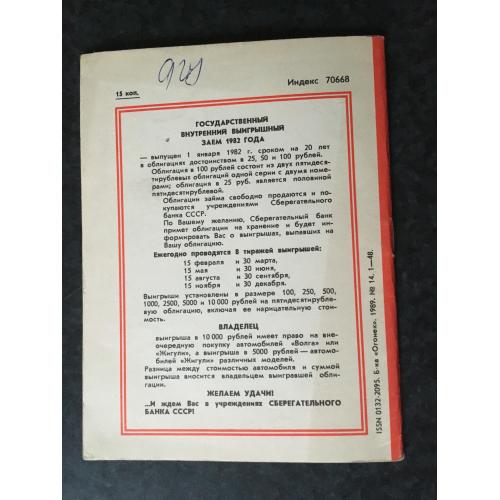 15 коп.
Индекс 70668
ГОСУДАРСТВЕННЫЙ
ВНУТРЕННИЙ ВЫИГРЫШНЫЙ
ЗАЕМ 1982 ГОДА
— выпущен 1 января 1982 г. сроком на 20 лет
в облигациях достоинством в 25, 50 и 100 рублей.
Облигация в 100 рублей состоит из двух пятидеся-
тирублевых облигаций одной серии с двумя номе-
рами; облигация в 25 руб. является половиной
пятидесятирублевой.
Облигации займа свободно продаются и по-
купаются учреждениями Сберегательного
банка СССР.
По Вашему желанию, Сберегательный банк
примет облигации на хранение и будет ин-
формировать Вас о выигрышах, выпавших на
Вашу облигацию.
Ежегодно проводятся 8 тиражей выигрышей:
15 февраля и 30 марта,
15 мая и 30 июня,
15 августа и 30 сентября,
15 ноября и 30 декабря.
Выигрыши установлены в размере 100, 250, 500,
1000, 2500, 5000 и 10 000 рублей на пятидесятирубле-
вую облигацию, включая ее нарицательную стои-
мость.
ВЛАДЕЛЕЦ
выигрыша в 10 000 рублей имеет право на вне-
очередную покупку автомобилей «Волга» или
«Жигули», а выигрыша в 5000 рублей — автомо-
билей «Жигули» различных моделей.
Разница между стоимостью автомобиля и суммой
выигрыша вносится владельцем выигравшей обли-
гации.
ЖЕЛАЕМ УДАЧИ!
...И ждем Вас в учреждениях СБЕРЕГАТЕЛЬНОГО
БАНКА СССР!
ISSN 0132-2095. Б-ка «Огонек». 1989. № 14. 1—48.